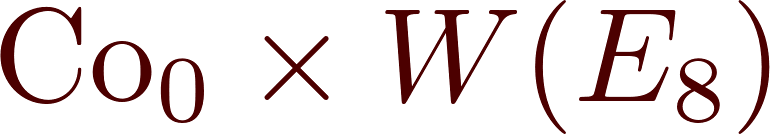 Co₀ × W(E₈)